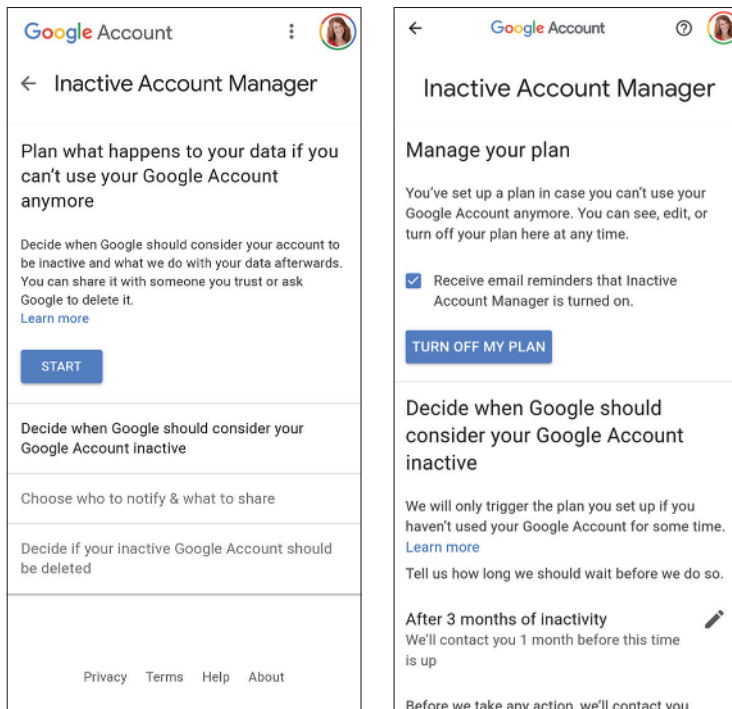 Google Account
Inactive Account Manager
Plan what happens to your data if you
can't use your Google Account
anymore
Decide when Google should consider your account to
be inactive and what we do with your data afterwards.
You can share it with someone you trust or ask
Google to delete it.
Learn more
START
Decide when Google should consider your
Google Account inactive
Choose who to notify & what to share
Decide if your inactive Google Account should
be deleted
Privacy Terms Help About
Google Account
Inactive Account Manager
Manage your plan
You've set up a plan in case you can't use your
Google Account anymore. You can see, edit, or
turn off your plan here at any time.
Receive email reminders that Inactive
Account Manager is turned on.
TURN OFF MY PLAN
Decide when Google should
consider your Google Account
inactive
We will only trigger the plan you set up if you
haven't used your Google Account for some time.
Learn more
Tell us how long we should wait before we do so.
After 3 months of inactivity
We'll contact you 1 month before this time
is up
Before we take any action, we'll contact you